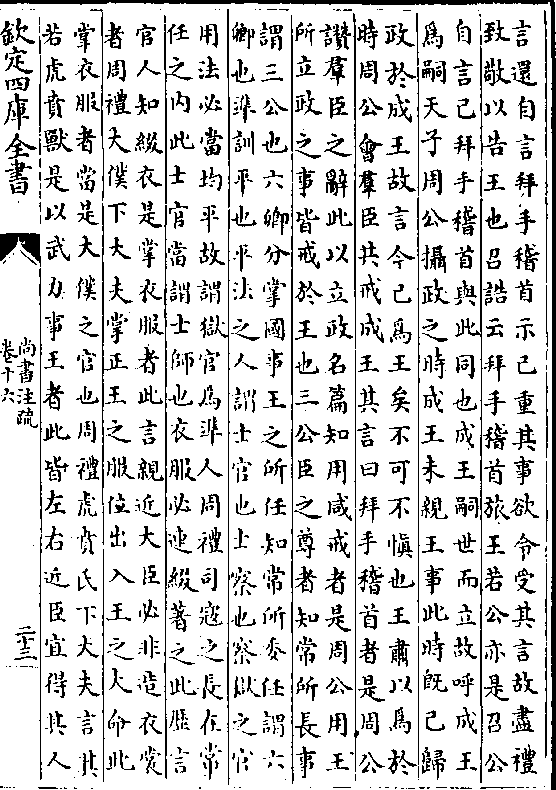 言還自言拜手稽首示己重其事欲令受其言故盡禮
致敬以告王也召誥云拜手稽首旅王若公亦是召公
自言己拜手稽首與此同也成王嗣世而立故呼成王
爲嗣天子周公攝政之時成王未親王事此時旣已歸
政於成王故言今已爲王矣不可不愼也王肅以爲於
時周公會羣臣共戒成王其言曰拜手稽首者是周公
讚羣臣之辭此以立政名篇知用咸戒者是周公用王
所立政之事皆戒於王也三公臣之尊者知常所長事
謂三公也六卿分掌國事王之所任知常所委任謂六
卿也準訓平也平法之人謂士官也士察也察獄之官
用法必當均平故謂獄官爲準人周禮司寇之長在常
任之內此士官當謂士師也衣服必連綴著之此歷言
官人知綴衣是掌衣服者此言親近大臣必非造衣裳
者周禮大僕下大夫掌正王之服位出入王之大命此
掌衣服者當是大僕之官也周禮虎賁氏下大夫言其
若虎賁獸是以武力事王者此皆左右近臣宜得其人
欽定四庫全書
尚書注疏
卷十六
二十三